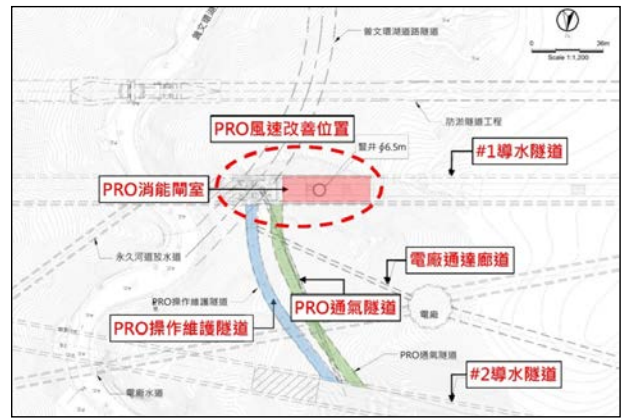 曾文環湖道路隧道
曾文環湖
0 36m
Scale 1:1,200
防淤隧道工程
PRO風速改善位置
豎井 ϕ6.5m
#1導水隧道
PRO消能閘室
永久河道放水道
電廠通達廊道
PRO操作維護隧道
PRO通氣隧道
電廠
PRO操作維護隧道
PRO通氣隧道
#2導水隧道
電廠水道